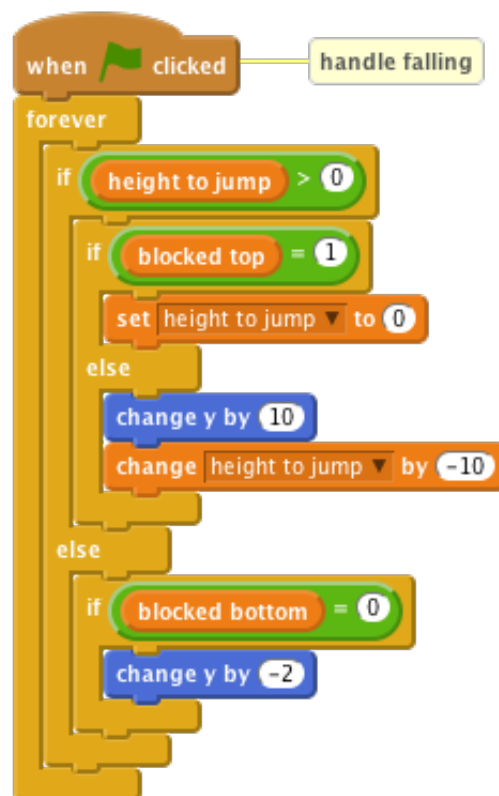 when clicked handle falling
forever
if height to jump > 0
if blocked top = 1
set height to jump ▼ to 0
else
change y by 10
change height to jump ▼ by -10
else
if blocked bottom = 0
change y by -2